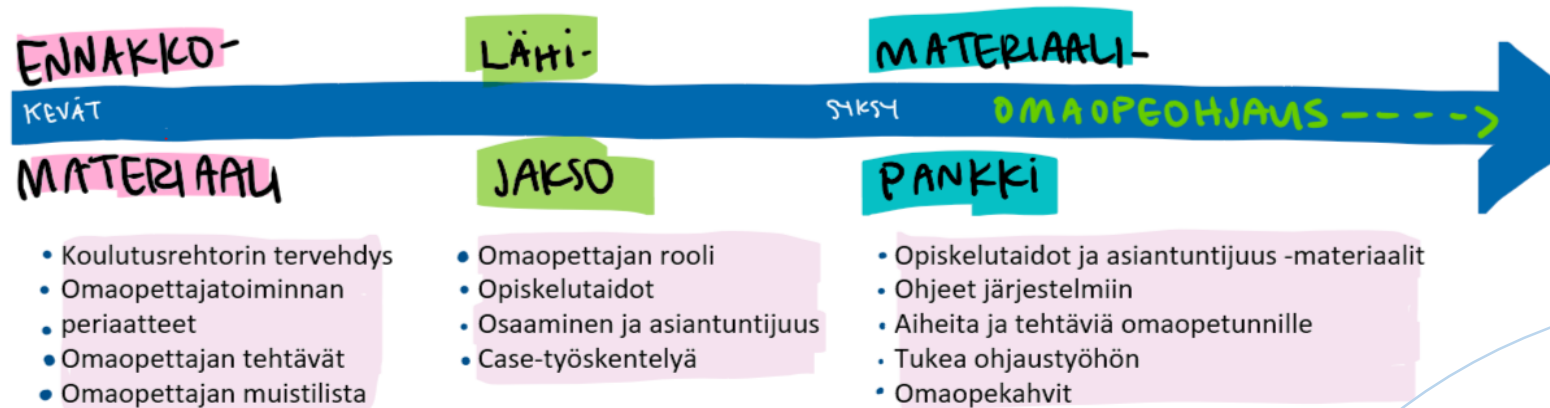 ENNAKKO-
LÄHI-
MATERIAALI-
KEVÄT
SYKSY
OMAOPEOHJAUS ---->
MATERIAALI
JAKSO
PANKKI
• Koulutusrehtorin tervehdys
• Omaopettajatoiminnan
• periaatteet
• Omaopettajan tehtävät
• Omaopettajan muistilista
• Omaopettajan rooli
• Opiskelutaidot
• Osaaminen ja asiantuntijuus
• Case-työskentelyä
• Opiskelutaidot ja asiantuntijuus -materiaalit
• Ohjeet järjestelmiin
• Aiheita ja tehtäviä omaopetunnille
• Tukea ohjaustyöhön
• Omaopekahvit